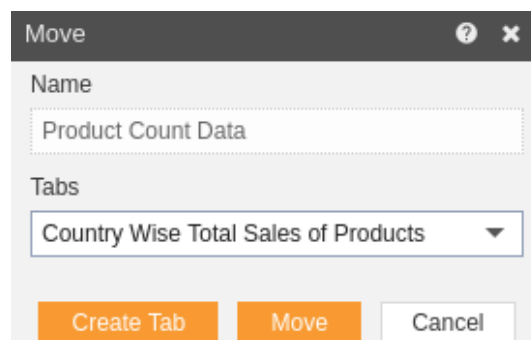 Move
Name
Product Count Data
Tabs
Country Wise Total Sales of Products
Create Tab Move Cancel